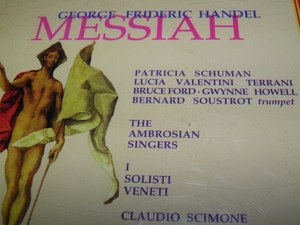 GEORGE FRIDERIC HANDEL
MESSIAH
PATRICIA SCHUMAN
LUCIA VALENTINI TERRANI
BRUCE FORD · GWYNNE HOWELL
BERNARD SOUSTROT trumpet
THE
AMBROSIAN
SINGERS
I
SOLISTI
VENETI
CLAUDIO SCIMONE